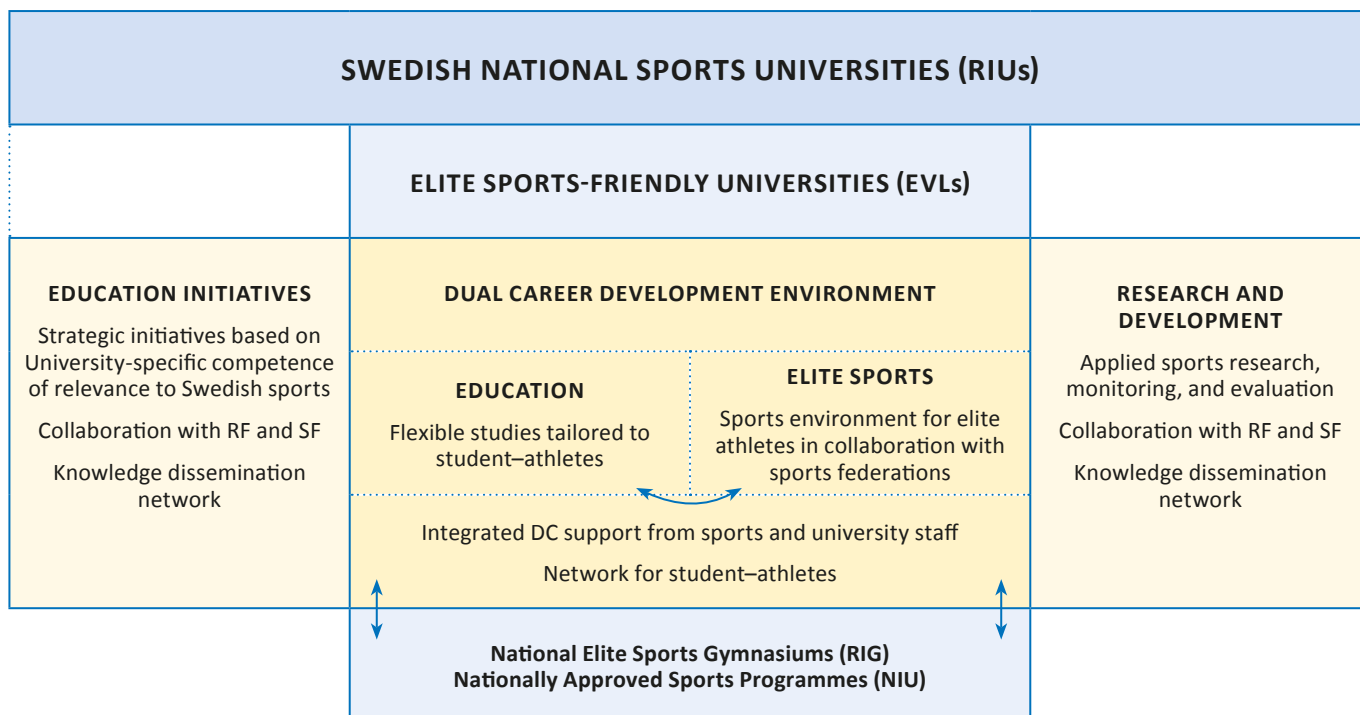 SWEDISH NATIONAL SPORTS UNIVERSITIES (RIUs)
ELITE SPORTS-FRIENDLY UNIVERSITIES (EVLs)
EDUCATION INITIATIVES
Strategic initiatives based on
University-specific competence
of relevance to Swedish sports
Collaboration with RF and SF
Knowledge dissemination
network
DUAL CAREER DEVELOPMENT ENVIRONMENT
EDUCATION
Flexible studies tailored to
student–athletes
ELITE SPORTS
Sports environment for elite
athletes in collaboration with
sports federations
Integrated DC support from sports and university staff
Network for student–athletes
RESEARCH AND
DEVELOPMENT
Applied sports research,
monitoring, and evaluation
Collaboration with RF and SF
Knowledge dissemination
network
National Elite Sports Gymnasiums (RIG)
Nationally Approved Sports Programmes (NIU)